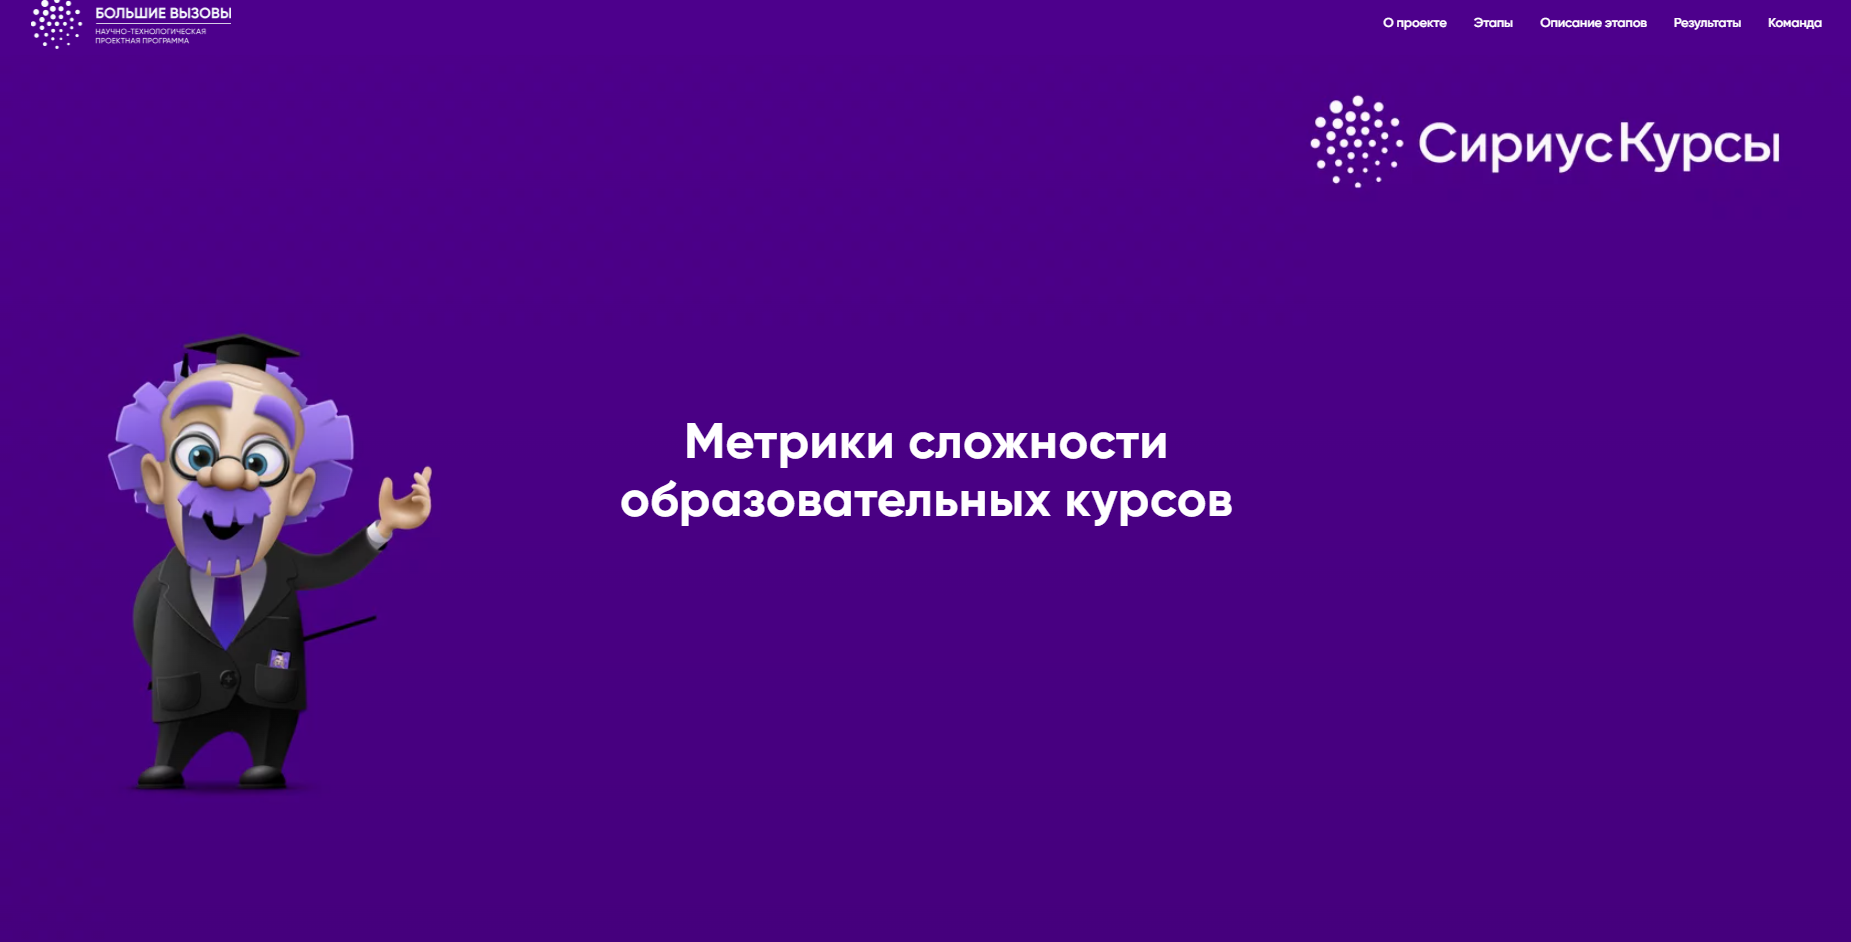 БОЛЬШИЕ ВЫЗОВЫ
НАУЧНО-ТЕХНОЛОГИЧЕСКАЯ
ПРОЕКТНАЯ ПРОГРАММА
О проекте Этапы Описание этапов Результаты Команда
СириусКурсы
Метрики сложности
образовательных курсов